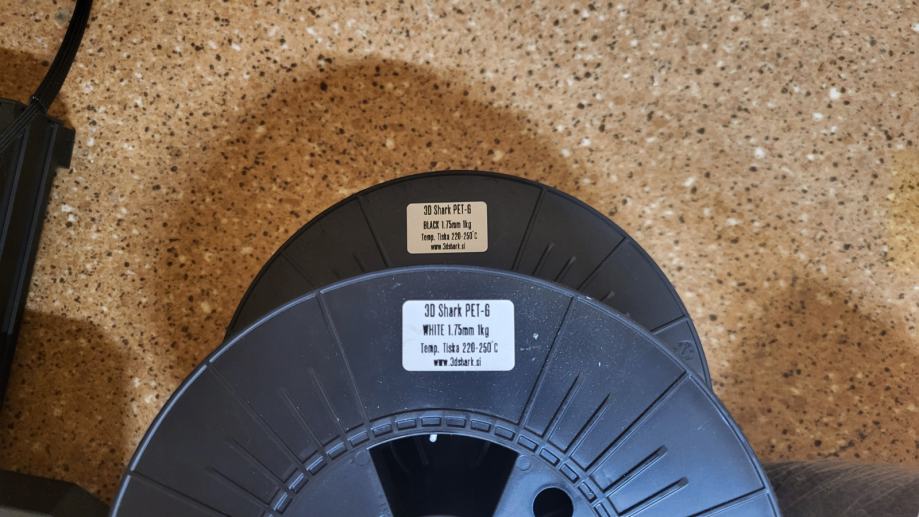 3D Shark PET-G
BLACK 1.75mm 1kg
Temp. Tiska 220-250°C
www.3dshark.si
3D Shark PET-G
WHITE 1.75mm 1kg
Temp. Tiska 220-250°C
www.3dshark.si